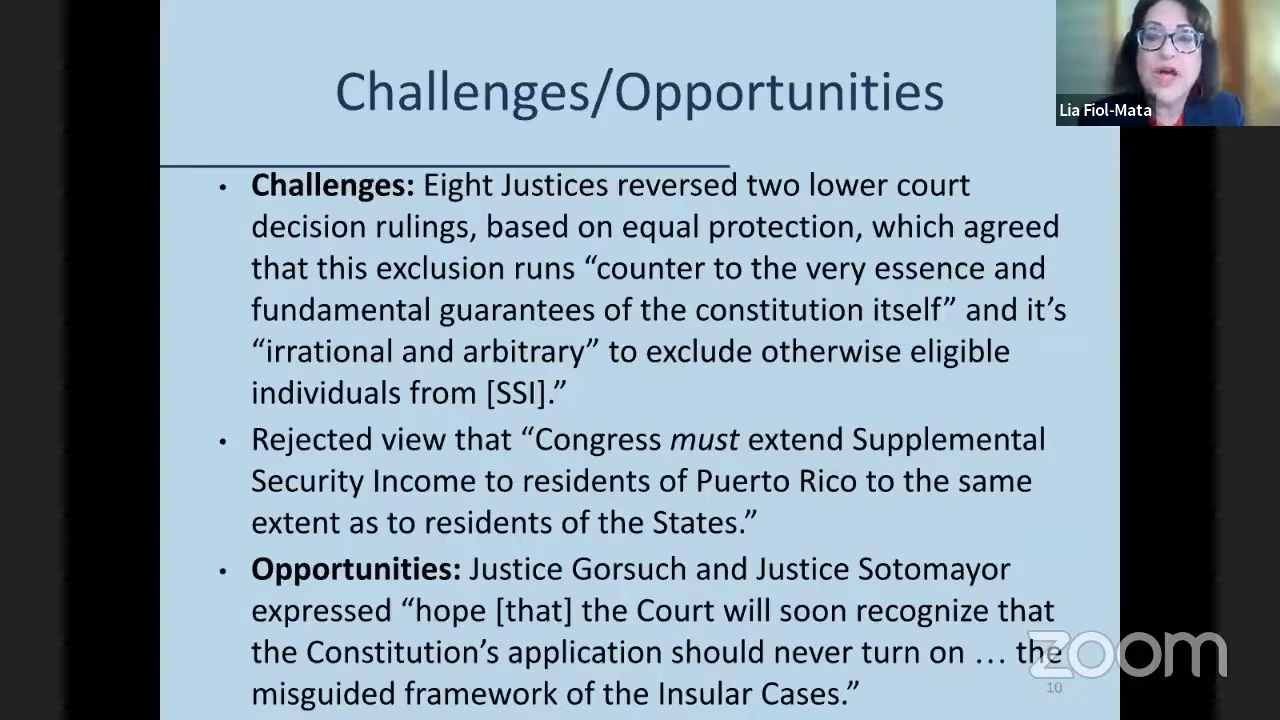 Challenges/Opportunities
Lia Fiol-Mata
• Challenges: Eight Justices reversed two lower court
decision rulings, based on equal protection, which agreed
that this exclusion runs “counter to the very essence and
fundamental guarantees of the constitution itself” and it’s
“irrational and arbitrary” to exclude otherwise eligible
individuals from [SSI].”
• Rejected view that “Congress must extend Supplemental
Security Income to residents of Puerto Rico to the same
extent as to residents of the States.”
• Opportunities: Justice Gorsuch and Justice Sotomayor
expressed “hope [that] the Court will soon recognize that
the Constitution’s application should never turn on … the
misguided framework of the Insular Cases.”
zoom
10